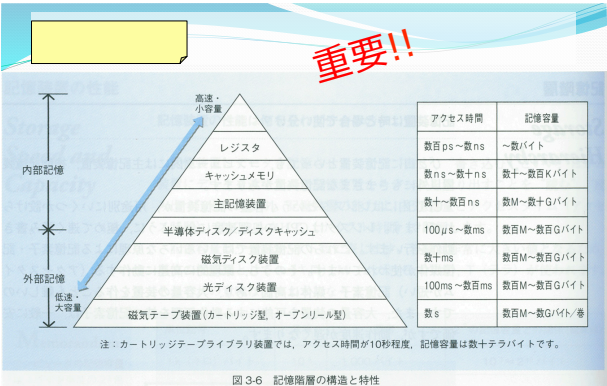 重要!!
高速・
小容量
内部記憶
外部記憶
低速・
大容量
レジスタ
キャッシュメモリ
主記憶装置
半導体ディスク/ディスクキャッシュ
磁気ディスク装置
光ディスク装置
磁気テープ装置(カートリッジ型,オープンリール型)
アクセス時間 記憶容量
数百ps〜数ns 〜数バイト
数ns〜数十ns 数十〜数百Kバイト
数十〜数百ns 数M〜数十Gバイト
100μs〜数ms 数百M〜数百Gバイト
数十ms 数百M〜数百Gバイト
100ms〜数百ms 数百M〜数百Gバイト
数s 数百M〜数Gバイト/巻
注:カートリッジテープライブラリ装置では,アクセス時間が10秒程度,記憶容量は数十テラバイトです。
図3-6 記憶階層の構造と特性
Storage
Capacity